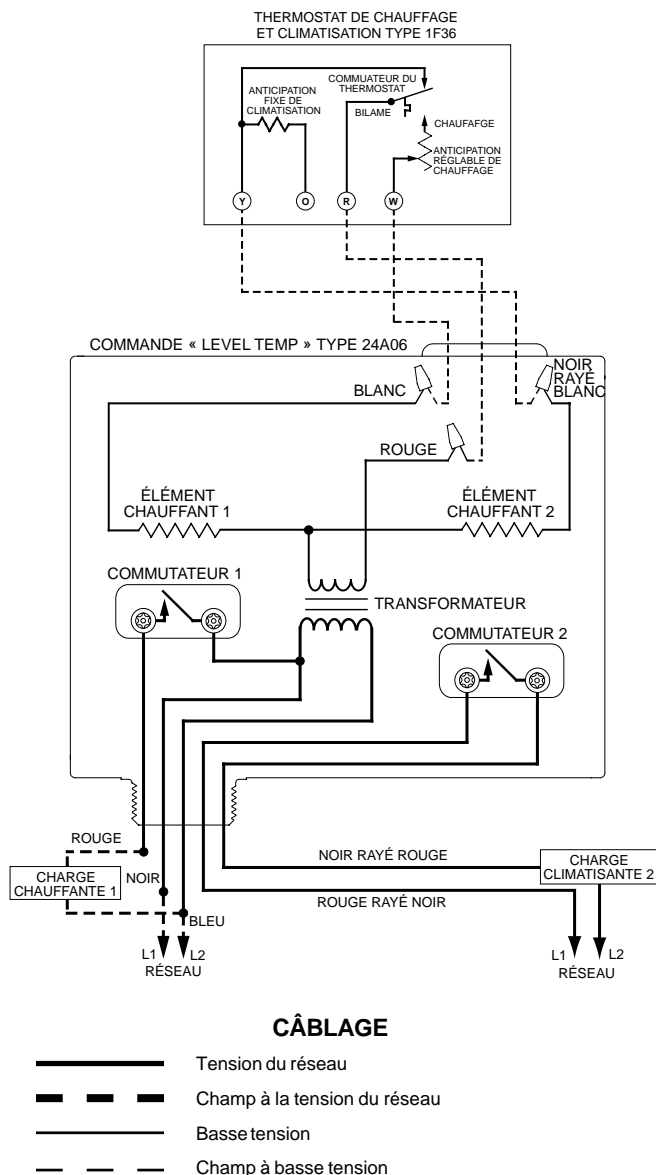 THERMOSTAT DE CHAUFFAGE
ET CLIMATISATION TYPE 1F36
COMMUATEUR DU
THERMOSTAT
ANTICIPATION
FIXE DE
CLIMATISATION
BILAME
CHAUFAFGE
ANTICIPATION
RÉGLABLE DE
CHAUFFAGE
Y
O
R
W
COMMANDE « LEVEL TEMP » TYPE 24A06
BLANC
NOIR
RAYÉ
BLANC
ROUGE
ÉLÉMENT
CHAUFFANT 1
ÉLÉMENT
CHAUFFANT 2
COMMUTATEUR 1
TRANSFORMATEUR
COMMUTATEUR 2
ROUGE
CHARGE
CHAUFFANTE 1
NOIR
BLEU
NOIR RAYÉ ROUGE
ROUGE RAYÉ NOIR
CHARGE
CLIMATISANTE 2
L1 L2
RÉSEAU
L1 L2
RÉSEAU
CÂBLAGE
Tension du réseau
Champ à la tension du réseau
Basse tension
Champ à basse tension